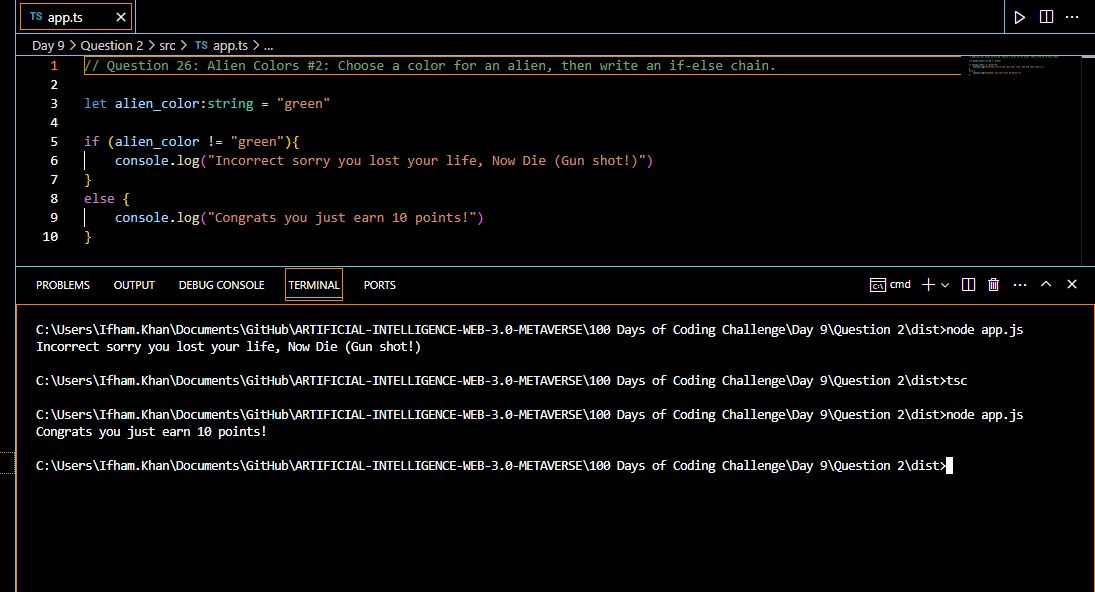 TS app.ts
Day 9 > Question 2 > src > TS app.ts > ...
1 // Question 26: Alien Colors #2: Choose a color for an alien, then write an if-else chain.
2
3 let alien_color:string = "green"
4
5 if (alien_color != "green"){
6 console.log("Incorrect sorry you lost your life, Now Die (Gun shot!)")
7 }
8 else {
9 console.log("Congrats you just earn 10 points!")
10 }
PROBLEMS OUTPUT DEBUG CONSOLE TERMINAL PORTS cmd
C:\Users\Ifham.Khan\Documents\GitHub\ARTIFICIAL-INTELLIGENCE-WEB-3.0-METAVERSE\100 Days of Coding Challenge\Day 9\Question 2\dist>node app.js
Incorrect sorry you lost your life, Now Die (Gun shot!)
C:\Users\Ifham.Khan\Documents\GitHub\ARTIFICIAL-INTELLIGENCE-WEB-3.0-METAVERSE\100 Days of Coding Challenge\Day 9\Question 2\dist>tsc
C:\Users\Ifham.Khan\Documents\GitHub\ARTIFICIAL-INTELLIGENCE-WEB-3.0-METAVERSE\100 Days of Coding Challenge\Day 9\Question 2\dist>node app.js
Congrats you just earn 10 points!
C:\Users\Ifham.Khan\Documents\GitHub\ARTIFICIAL-INTELLIGENCE-WEB-3.0-METAVERSE\100 Days of Coding Challenge\Day 9\Question 2\dist>